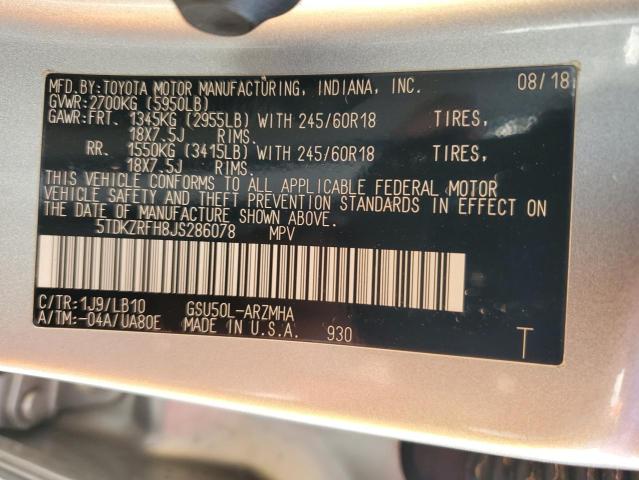 MFD.BY:TOYOTA MOTOR MANUFACTURING, INDIANA, INC. 08/18
GVWR:2700KG (5950LB)
GAWR:FRT. 1345KG (2955LB) WITH 245/60R18 TIRES,
18X7.5J RIMS.
RR. 1550KG (3415LB) WITH 245/60R18 TIRES,
18X7.5J RIMS.
THIS VEHICLE CONFORMS TO ALL APPLICABLE FEDERAL MOTOR
VEHICLE SAFETY AND THEFT PREVENTION STANDARDS IN EFFECT ON
THE DATE OF MANUFACTURE SHOWN ABOVE.
5TDKZRFH8JS286078 MPV
C/TR:1J9/LB10 GSU50L-ARZMHA
A/TM:-04A/UA80E MADE IN U.S.A. 930 T